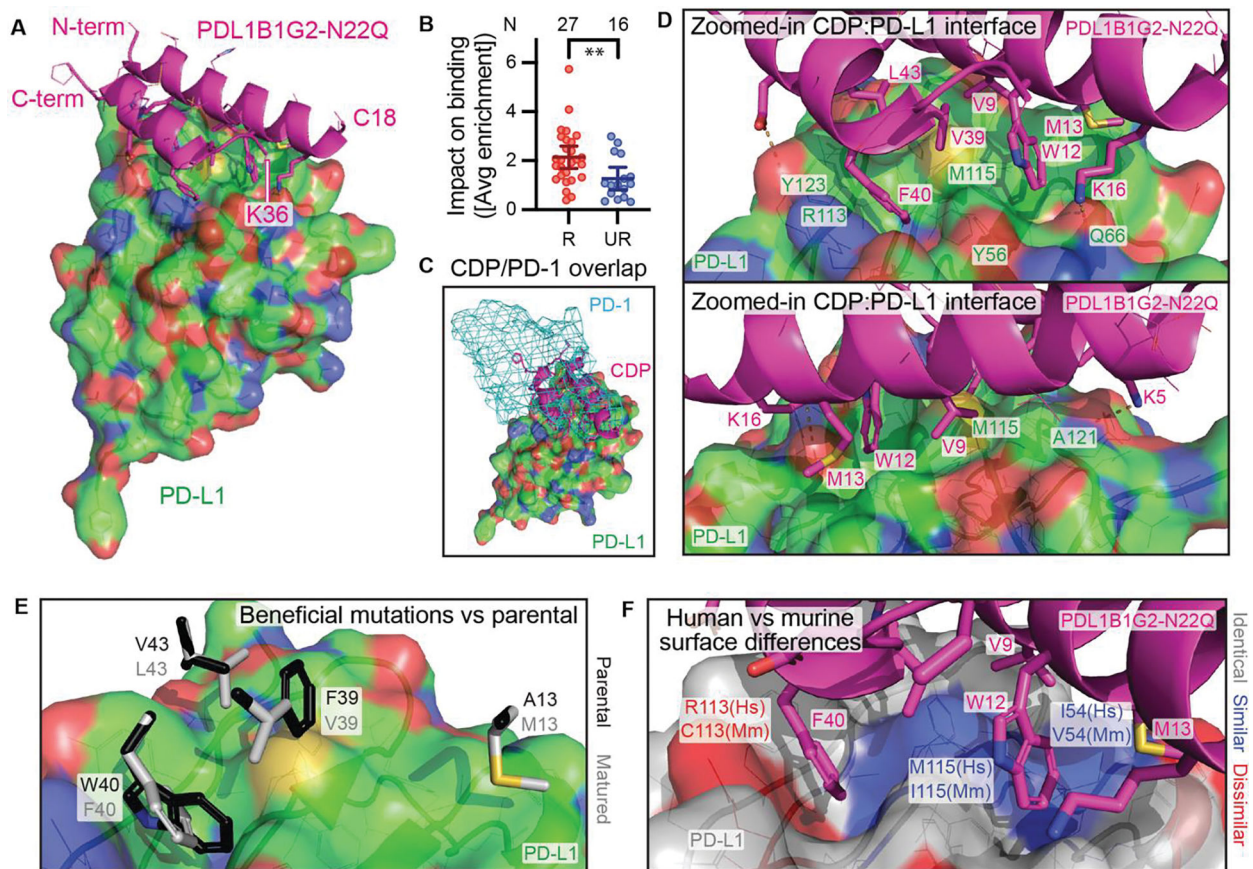 A
N-term
PDL1B1G2-N22Q
C-term
C18
K36
PD-L1
B
N 27 16
**
6
4
2
0
Impact on binding
([Avg enrichment])
R UR
C
CDP/PD-1 overlap
PD-1
CDP
PD-L1
D
Zoomed-in CDP:PD-L1 interface
PDL1B1G2-N22Q
L43
V9
V39
M13
W12
Y123
M115
R113
F40
K16
Q66
Y56
PD-L1
Zoomed-in CDP:PD-L1 interface
PDL1B1G2-N22Q
K5
K16
M115
A121
V9
W12
M13
PD-L1
E
Beneficial mutations vs parental
V43
L43
F39
V39
A13
M13
W40
F40
PD-L1
Parental
Matured
F
Human vs murine
surface differences
PDL1B1G2-N22Q
V9
W12
R113(Hs)
C113(Mm)
F40
I54(Hs)
V54(Mm)
M13
M115(Hs)
I115(Mm)
PD-L1
Identical
Similar
Dissimilar